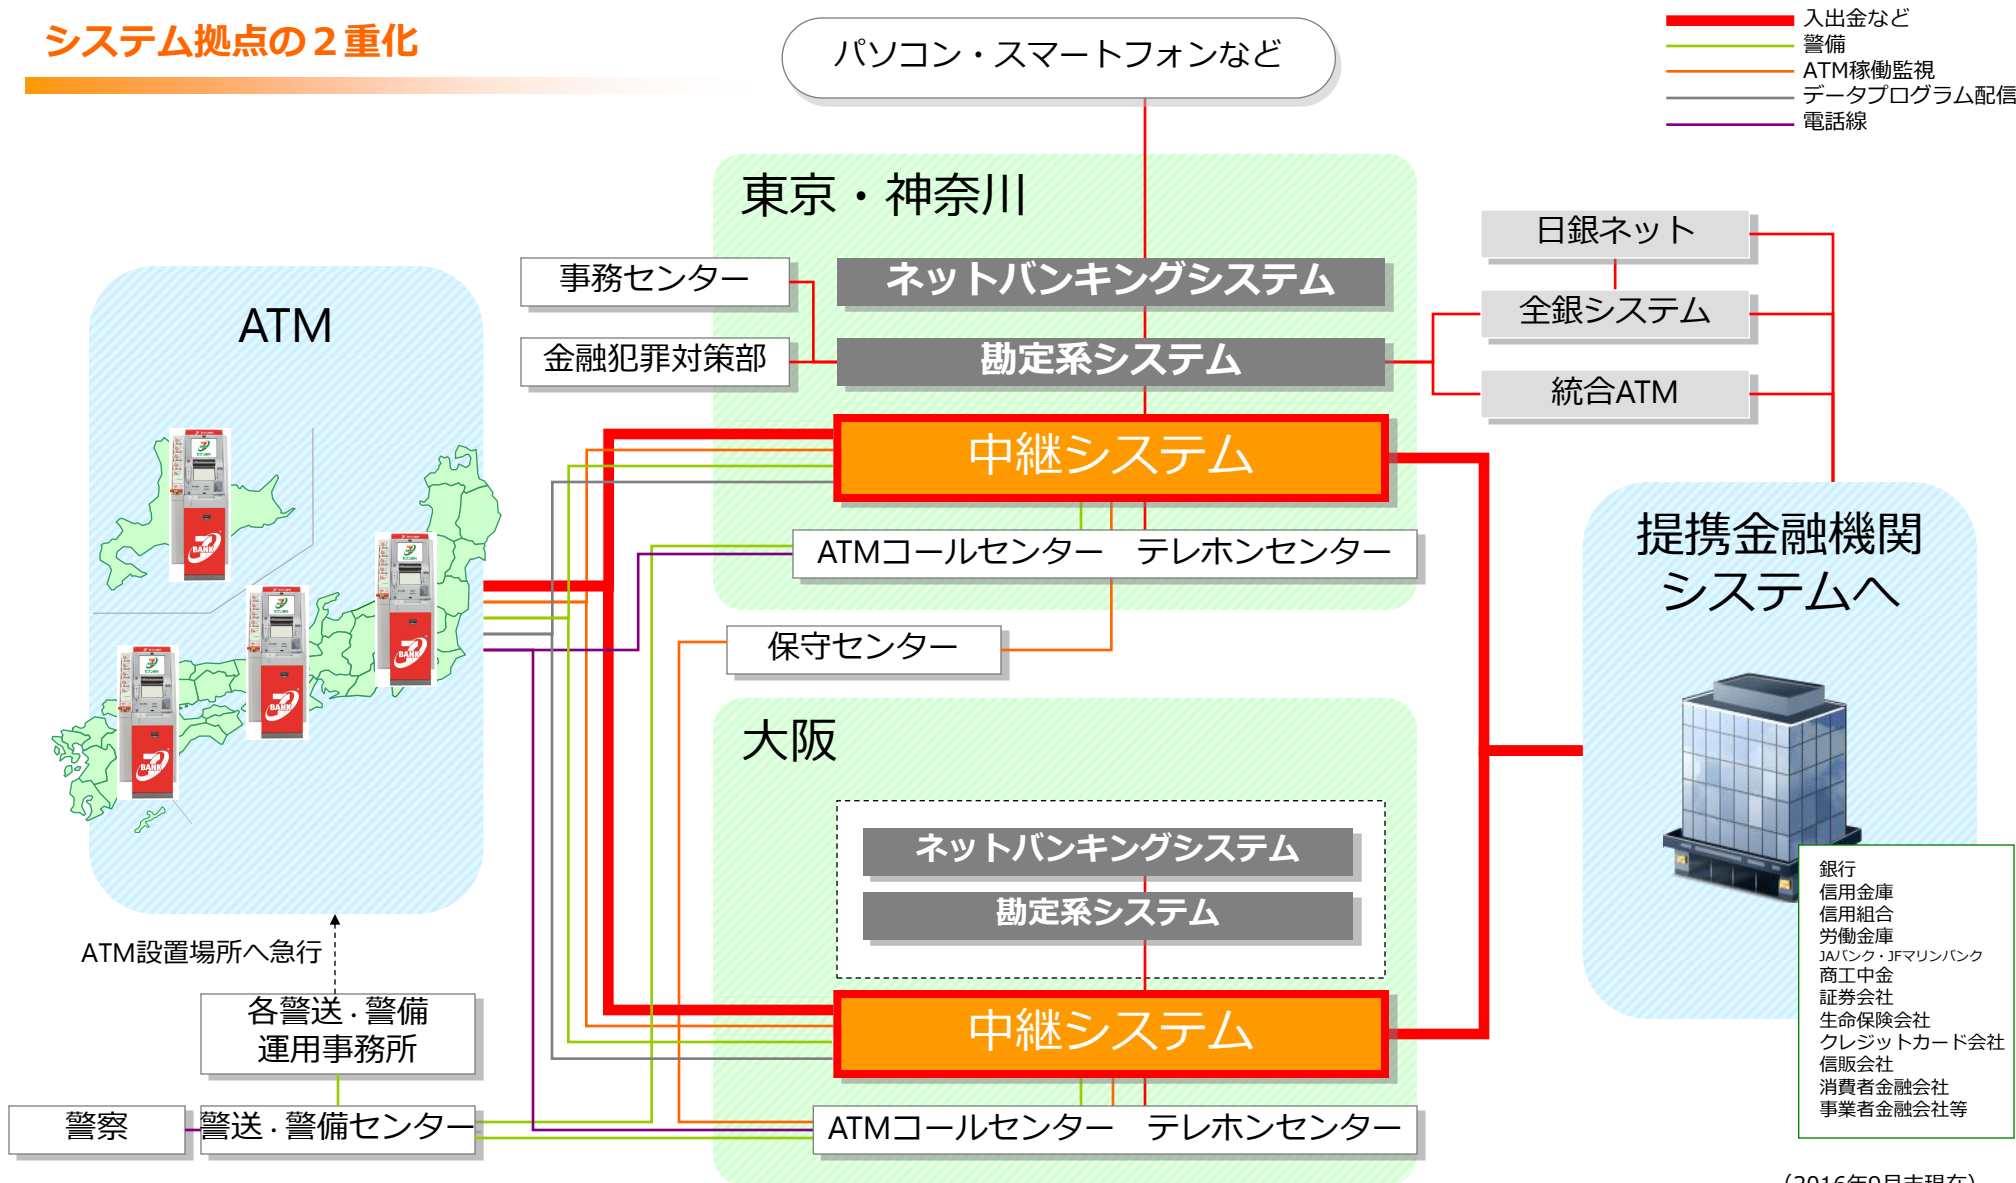 システム拠点の２重化
パソコン・スマートフォンなど
入出金など
警備
ATM稼働監視
データプログラム配信
電話線
東京・神奈川
事務センター
金融犯罪対策部
ネットバンキングシステム
勘定系システム
中継システム
ATMコールセンター　テレホンセンター
日銀ネット
全銀システム
統合ATM
ATM
保守センター
大阪
ネットバンキングシステム
勘定系システム
中継システム
ATMコールセンター　テレホンセンター
提携金融機関
システムへ
銀行
信用金庫
信用組合
労働金庫
JAバンク・JFマリンバンク
商工中金
証券会社
生命保険会社
クレジットカード会社
信販会社
消費者金融会社
事業者金融会社等
ATM設置場所へ急行
各警送・警備
運用事務所
警察
警送・警備センター
（2016年9月末現在）